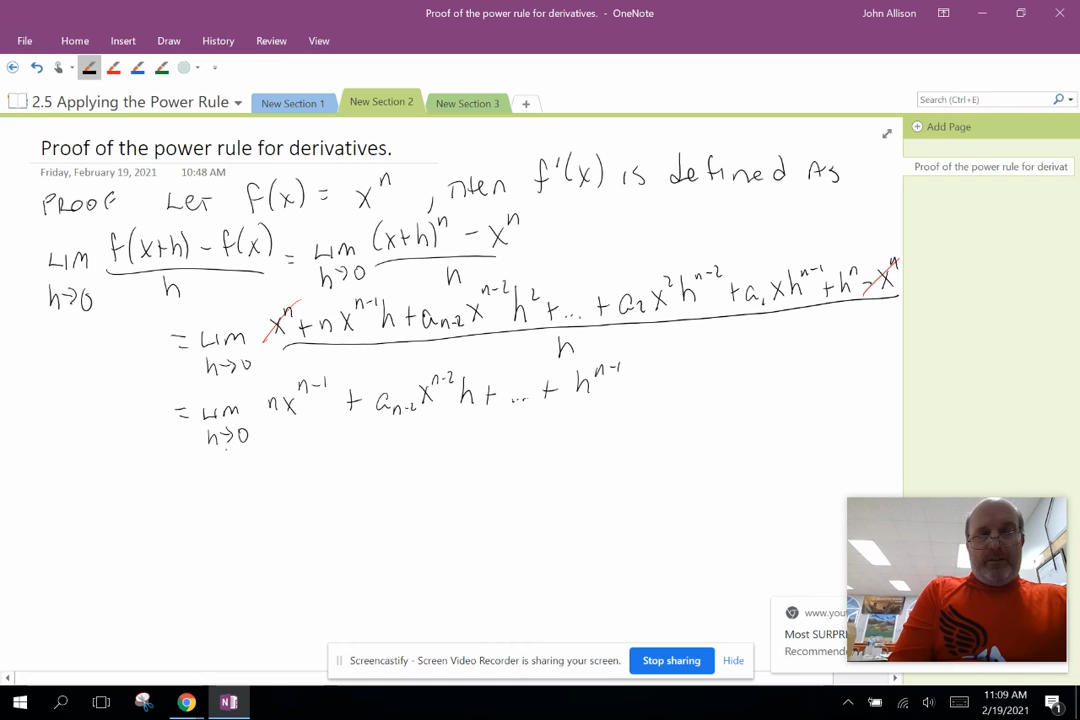 Proof of the power rule for derivatives. - OneNote
John Allison
File Home Insert Draw History Review View
2.5 Applying the Power Rule
New Section 1
New Section 2
New Section 3
+
Search (Ctrl+E)
Add Page
Proof of the power rule for derivat
Proof of the power rule for derivatives.
Friday, February 19, 2021 10:48 AM
PROOF LET f(x) = x^n, then f'(x) is defined As
Lim h→0 f(x+h) - f(x) / h = Lim h→0 (x+h)^n - x^n / h
= Lim h→0 x^n + nx^{n-1}h + a_{n-2}x^{n-2}h^2 + ... + a_2x^2h^{n-2} + a_1xh^{n-1} + h^n - x^n / h
= Lim h→0 nx^{n-1} + a_{n-2}x^{n-2}h + ... + h^{n-1}
www.you
Most SURPRI
Recommende
Screencastify - Screen Video Recorder is sharing your screen.
Stop sharing
Hide
11:09 AM
2/19/2021
1